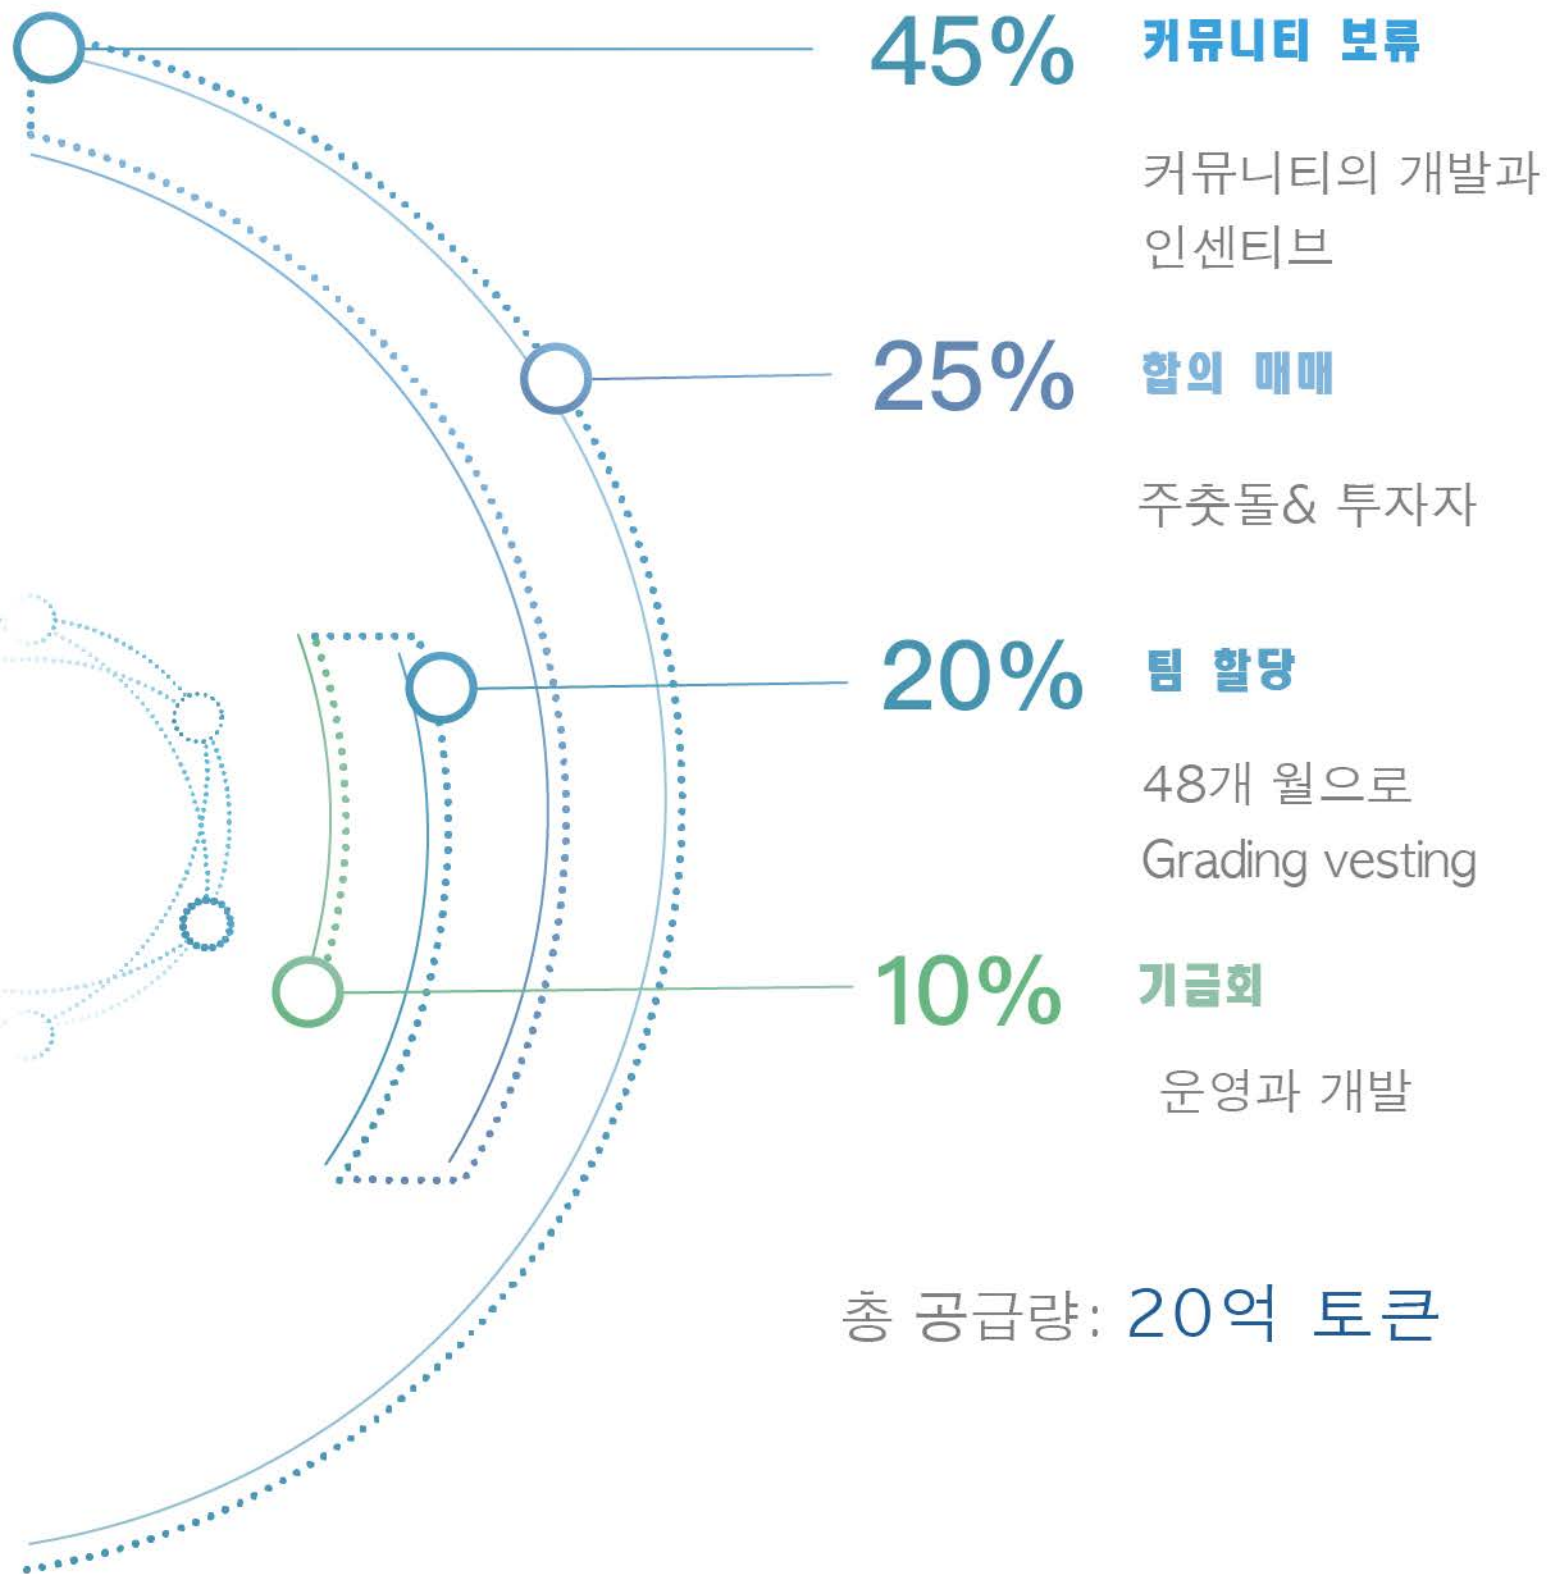 45% 커뮤니티 보류
커뮤니티의 개발과
인센티브
25% 합의 매매
주춧돌& 투자자
20% 팀 할당
48개 월으로
Grading vesting
10% 기금회
운영과 개발
총 공급량: 20억 토큰